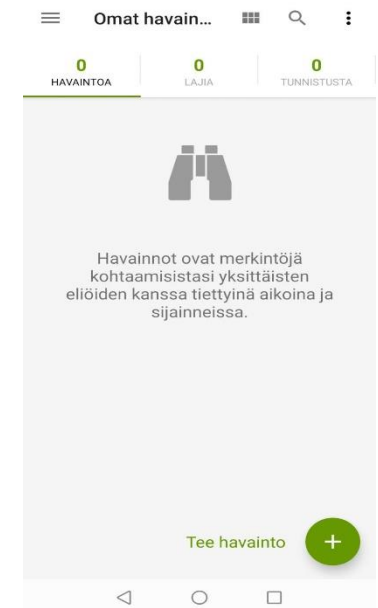 Omat havain...
0 0 0
HAVAINTOA LAJIA TUNNISTUSTA
Havainnot ovat merkintöjä
kohtaamisistasi yksittäisten
eliöiden kanssa tiettyinä aikoina ja
sijainneissa.
Tee havainto